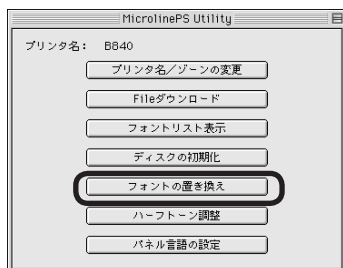 MicrolinePS Utility
プリンタ名： B840
プリンタ名／ゾーンの変更
Fileダウンロード
フォントリスト表示
ディスクの初期化
フォントの置き換え
ハーフトーン調整
パネル言語の設定